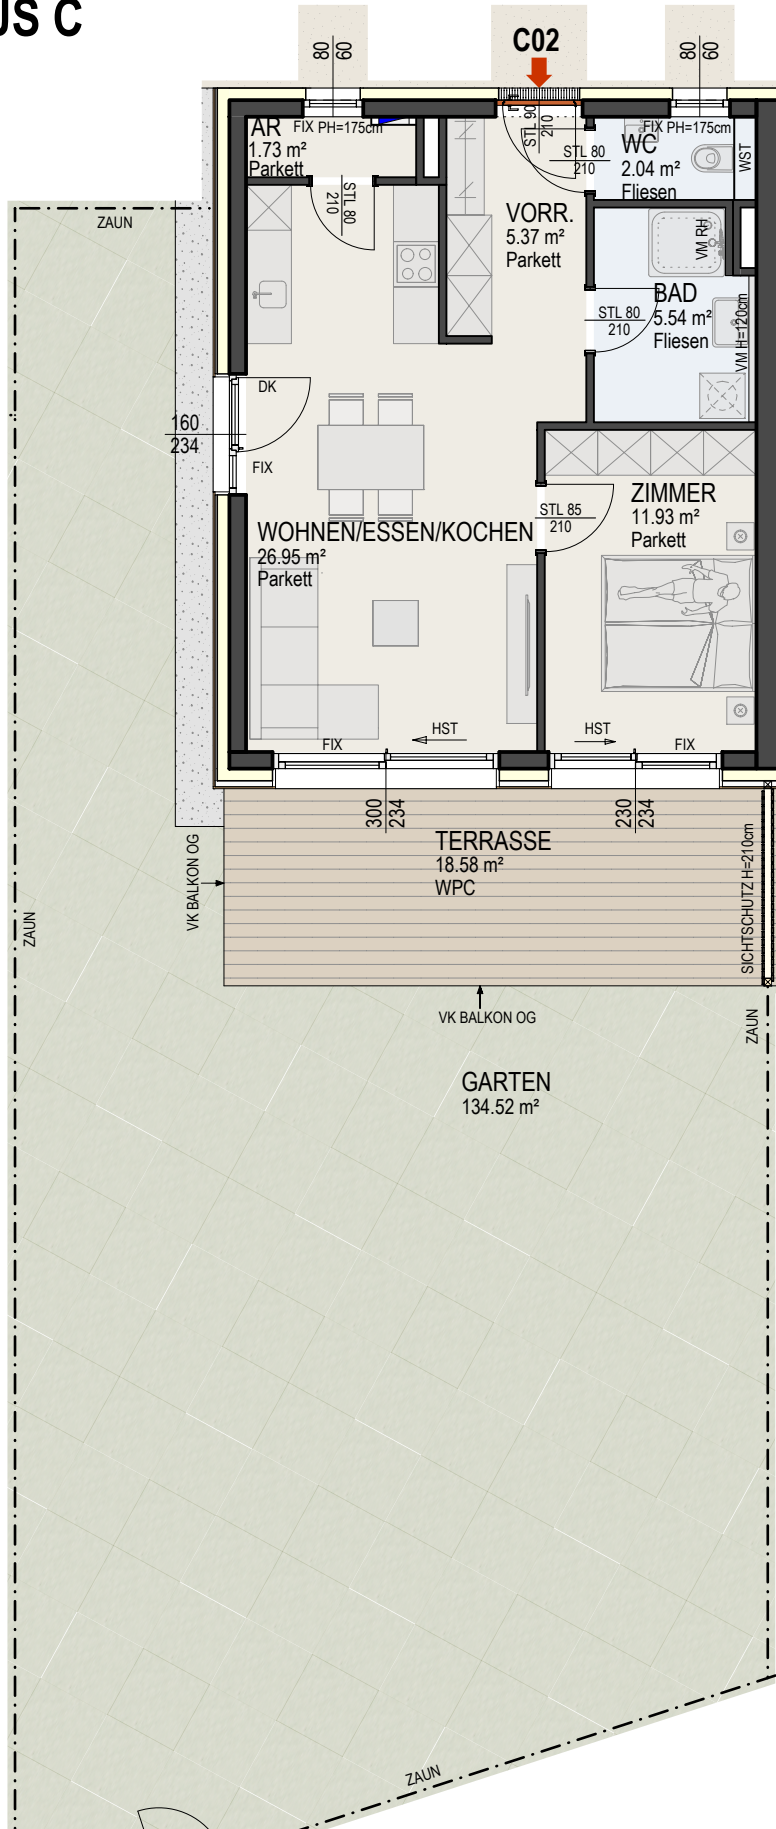 US C
C02
80
60
80
60
AR
1.73 m²
Parkett
FIX PH=175cm
STL 90
210
FIX PH=175cm
WC
2.04 m²
Fliesen
WST
STL 80
210
STL 80
210
VORR.
5.37 m²
Parkett
VM RH
BAD
5.54 m²
Fliesen
STL 80
210
VM H=120cm
ZAUN
DK
160
234
FIX
STL 85
210
ZIMMER
11.93 m²
Parkett
WOHNEN/ESSEN/KOCHEN
26.95 m²
Parkett
FIX
HST
HST
FIX
300
234
230
234
TERRASSE
18.58 m²
WPC
VK BALKON OG
SICHTSCHUTZ H=210cm
ZAUN
VK BALKON OG
ZAUN
GARTEN
134.52 m²
ZAUN